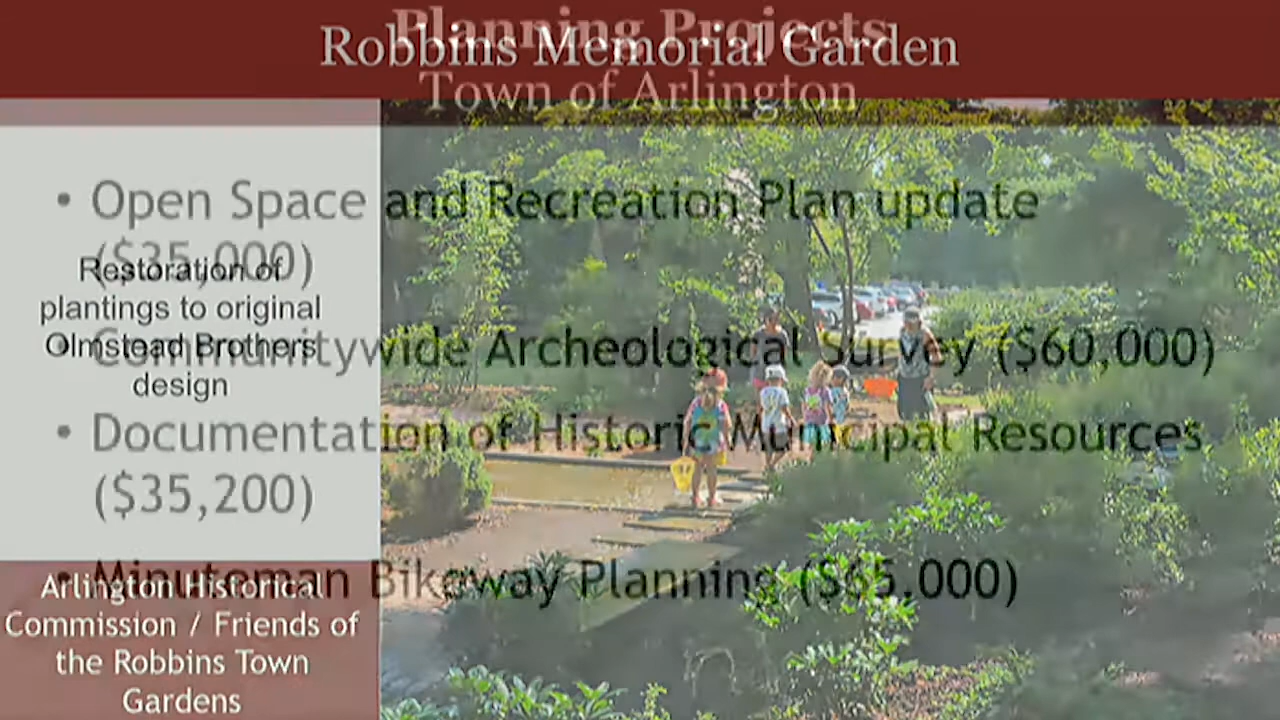 Planning Projects
Robbins Memorial Garden
Town of Arlington
• Open Space and Recreation Plan update
($35,000)
Restoration of
plantings to original
Olmstead Brothers
design
• Communitywide Archeological Survey ($60,000)
• Documentation of Historic Municipal Resources
($35,200)
• Minuteman Bikeway Planning ($65,000)
Arlington Historical
Commission / Friends of
the Robbins Town
Gardens